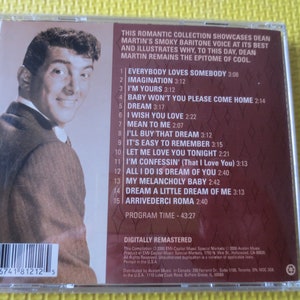 THIS ROMANTIC COLLECTION SHOWCASES DEAN
MARTIN'S SMOKY BARITONE VOICE AT ITS BEST
AND ILLUSTRATES WHY, TO THIS DAY, DEAN
MARTIN REMAINS THE EPITOME OF COOL.
1 EVERYBODY LOVES SOMEBODY 3:09
2 IMAGINATION 3:12
3 I'M YOURS 3:12
4 BABY WON'T YOU PLEASE COME HOME 2:14
5 DREAM 3:17
6 I WISH YOU LOVE 2:22
7 MEAN TO ME 2:07
8 I'LL BUY THAT DREAM 3:12
9 IT'S EASY TO REMEMBER 3:15
10 LET ME LOVE YOU TONIGHT 2:21
11 I'M CONFESSIN' (That I Love You) 3:13
12 ALL I DO IS DREAM OF YOU 2:40
13 MY MELANCHOLY BABY 2:42
14 DREAM A LITTLE DREAM OF ME 3:13
15 ARRIVEDERCI ROMA 2:40
PROGRAM TIME - 43:27
DIGITALLY REMASTERED
Printed in the U.S.A.